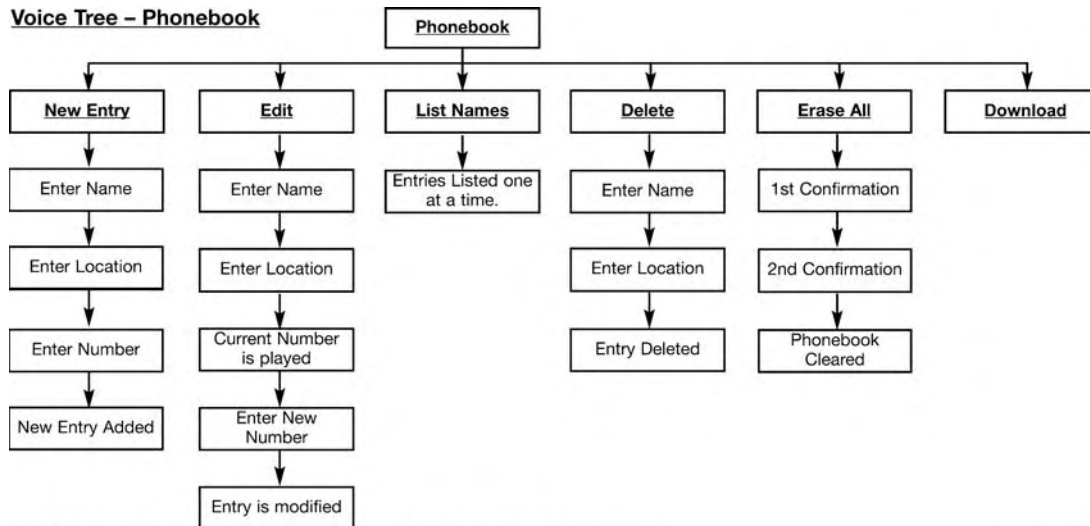 Voice Tree – Phonebook
Phonebook
New Entry
Edit
List Names
Delete
Erase All
Download
Enter Name
Enter Name
Entries Listed one
at a time.
Enter Name
1st Confirmation
Enter Location
Enter Location
Enter Location
2nd Confirmation
Enter Number
Current Number
is played
Entry Deleted
Phonebook
Cleared
New Entry Added
Enter New
Number
Entry is modified